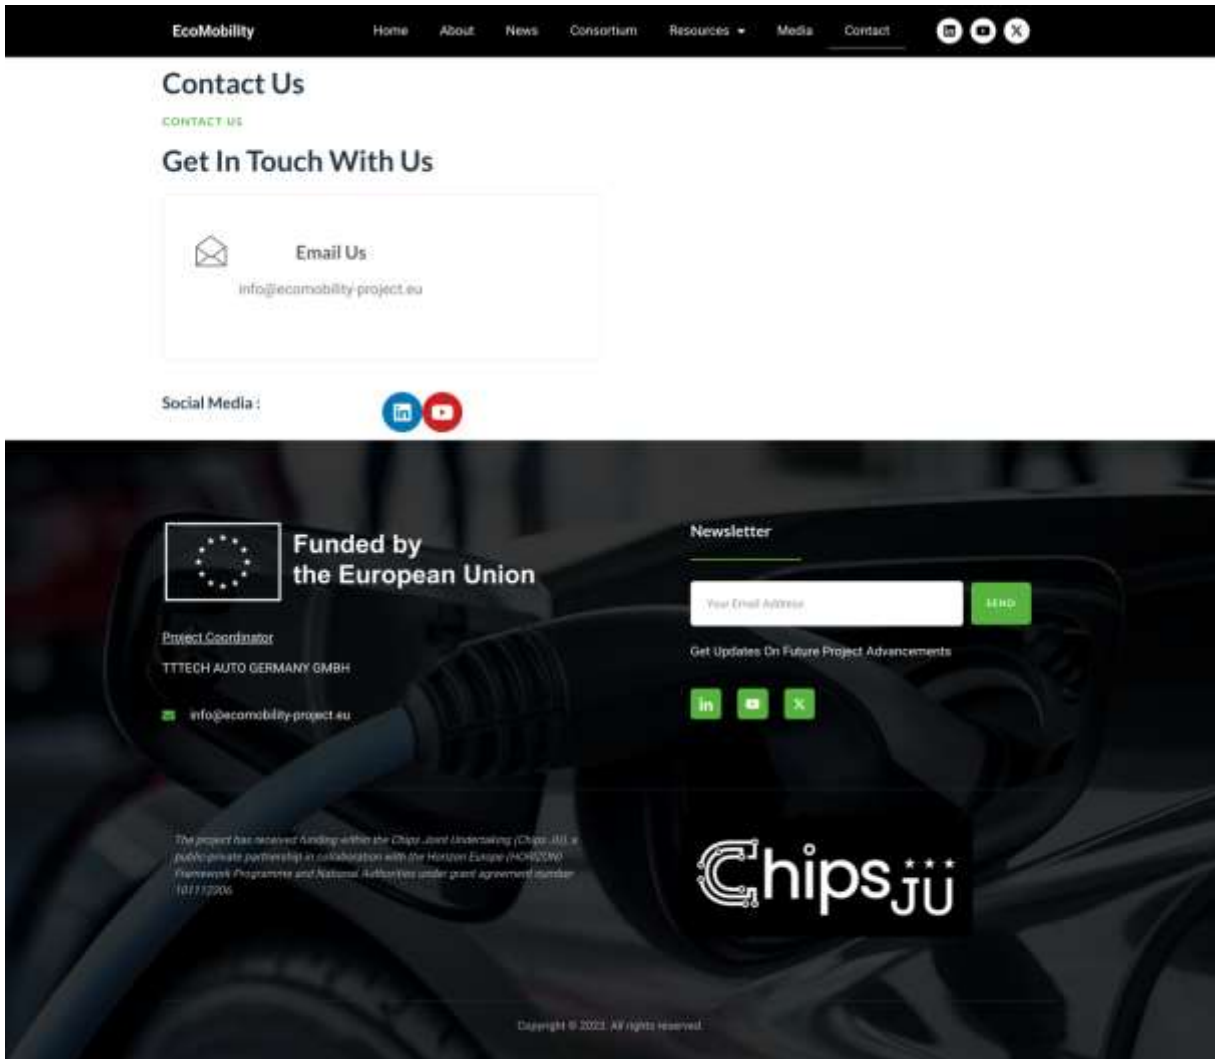 EcoMobility
Home About News Consortium Resources Media Contact
Contact Us
CONTACT US
Get In Touch With Us
Email Us
info@ecomobility-project.eu
Social Media :
Funded by
the European Union
Project Coordinator
TTTECH AUTO GERMANY GMBH
info@ecomobility-project.eu
Newsletter
Your Email Address
SEND
Get Updates On Future Project Advancements
The project has received funding within the Chips Joint Undertaking (Chips JU), a
public-private partnership in collaboration with the Horizon Europe (HORIZON)
Framework Programme and National Authorities under grant agreement number
101112306.
Chips JU
Copyright © 2023. All rights reserved.